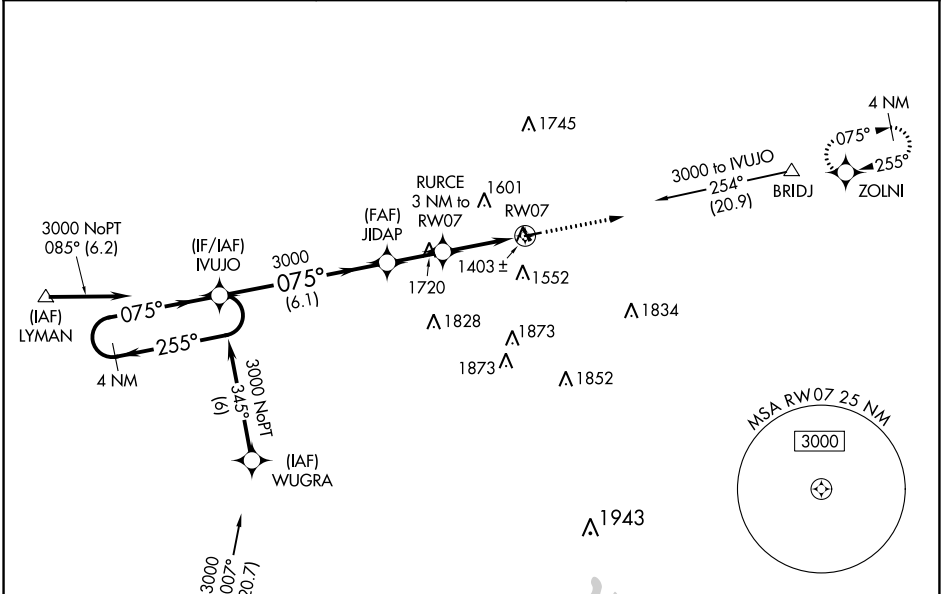 1745
4 NM
075°
255°
ZOLNI
3000 to IVUJO
254°
(20.9)
BRIDJ
RURCE
3 NM to
RW07
1601
RW07
(FAF)
JIDAP
3000 NoPT
085° (6.2)
(IF/IAF)
IVUJO
3000
075°
(6.1)
1403 ±
1720
1552
(IAF)
LYMAN
075°
255°
4 NM
1828
1873
1873
1834
1852
3000 NoPT
345°
(6)
(IAF)
WUGRA
MSA RW07 25 NM
3000
1943
3000
007°
20.7)